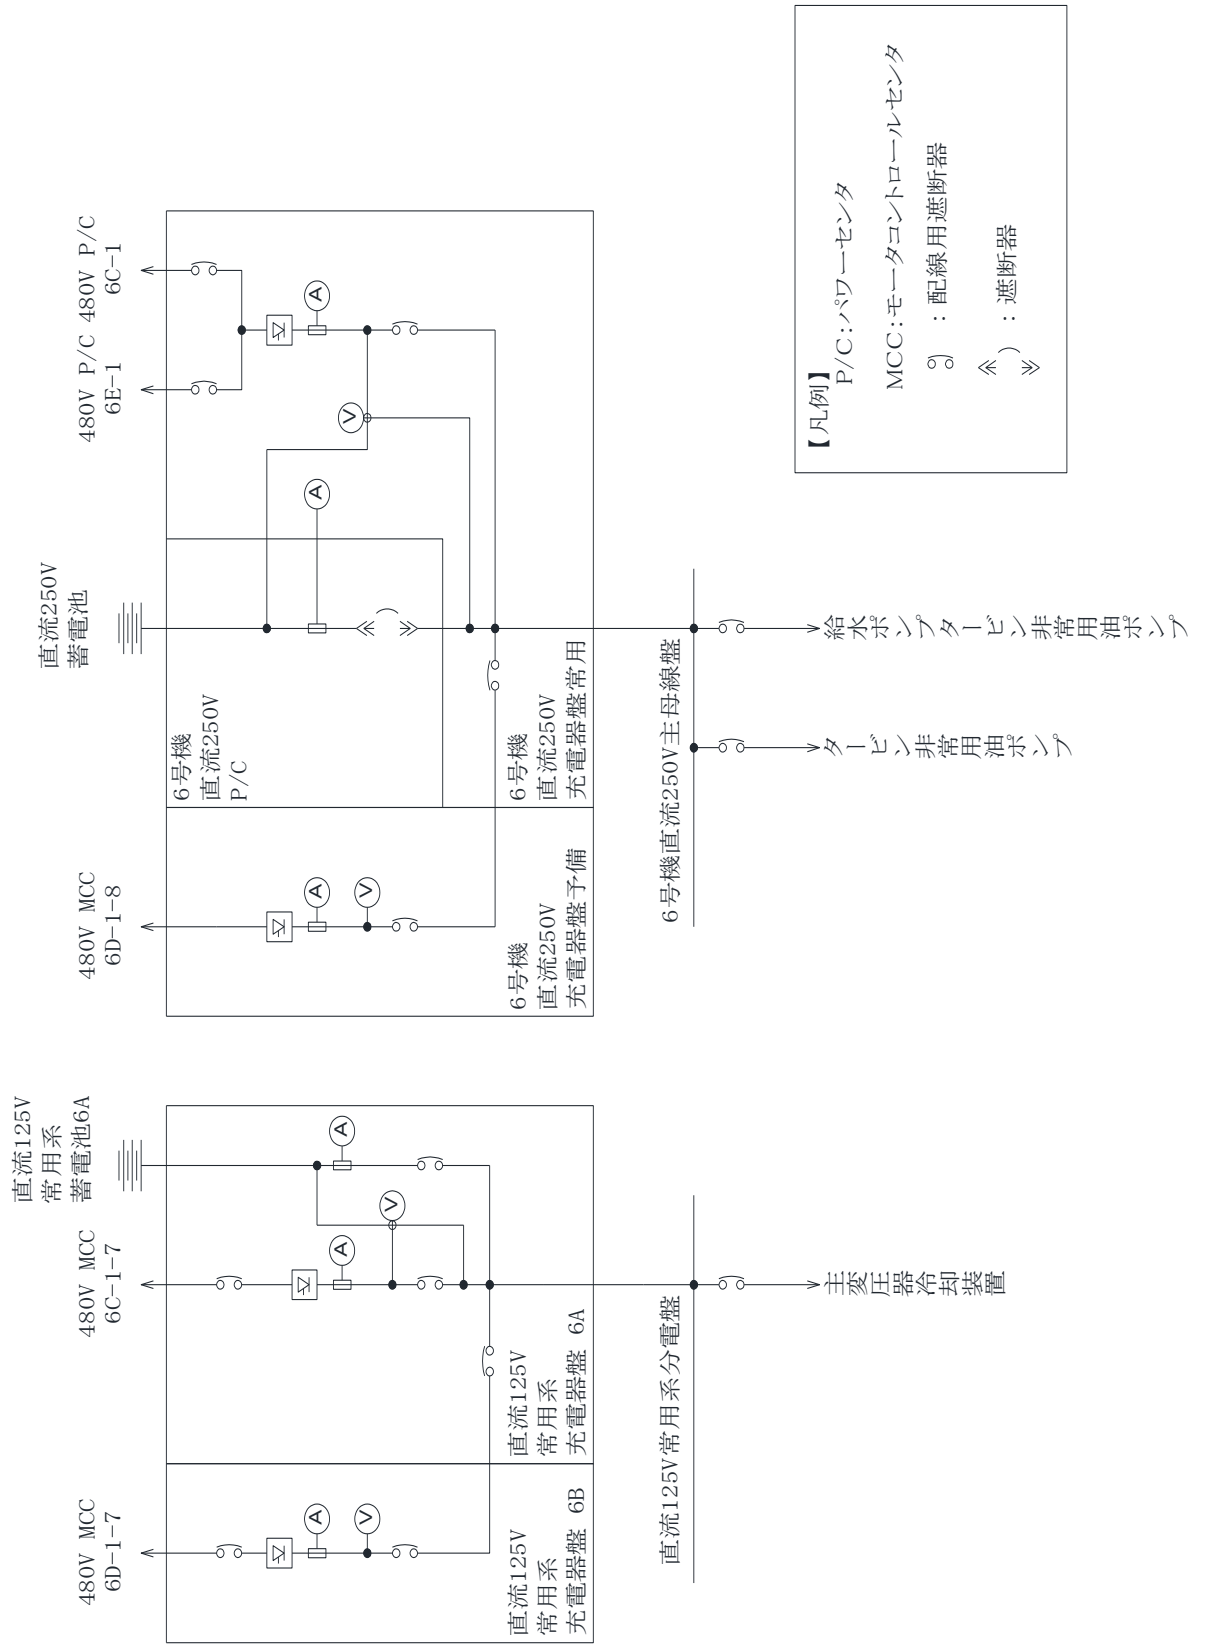 480V MCC
6D-1-7
A
V
直流125V
常用系
充電器盤 6B
480V MCC
6C-1-7
直流125V
常用系
蓄電池6A
A
V
A
直流125V
常用系
充電器盤 6A
直流125V常用系分電盤
主変圧器冷却装置
480V MCC
6D-1-8
A
V
6号機
直流250V
充電器盤予備
直流250V
蓄電池
6号機
直流250V
P/C
A
6号機
直流250V
充電器盤常用
480V P/C
6E-1
480V P/C
6C-1
V
A
6号機直流250V主母線盤
タービン非常用油ポンプ
給水ポンプタービン非常用油ポンプ
【凡例】
P/C:パワーセンタ
MCC:モータコントロールセンタ
:配線用遮断器
:遮断器